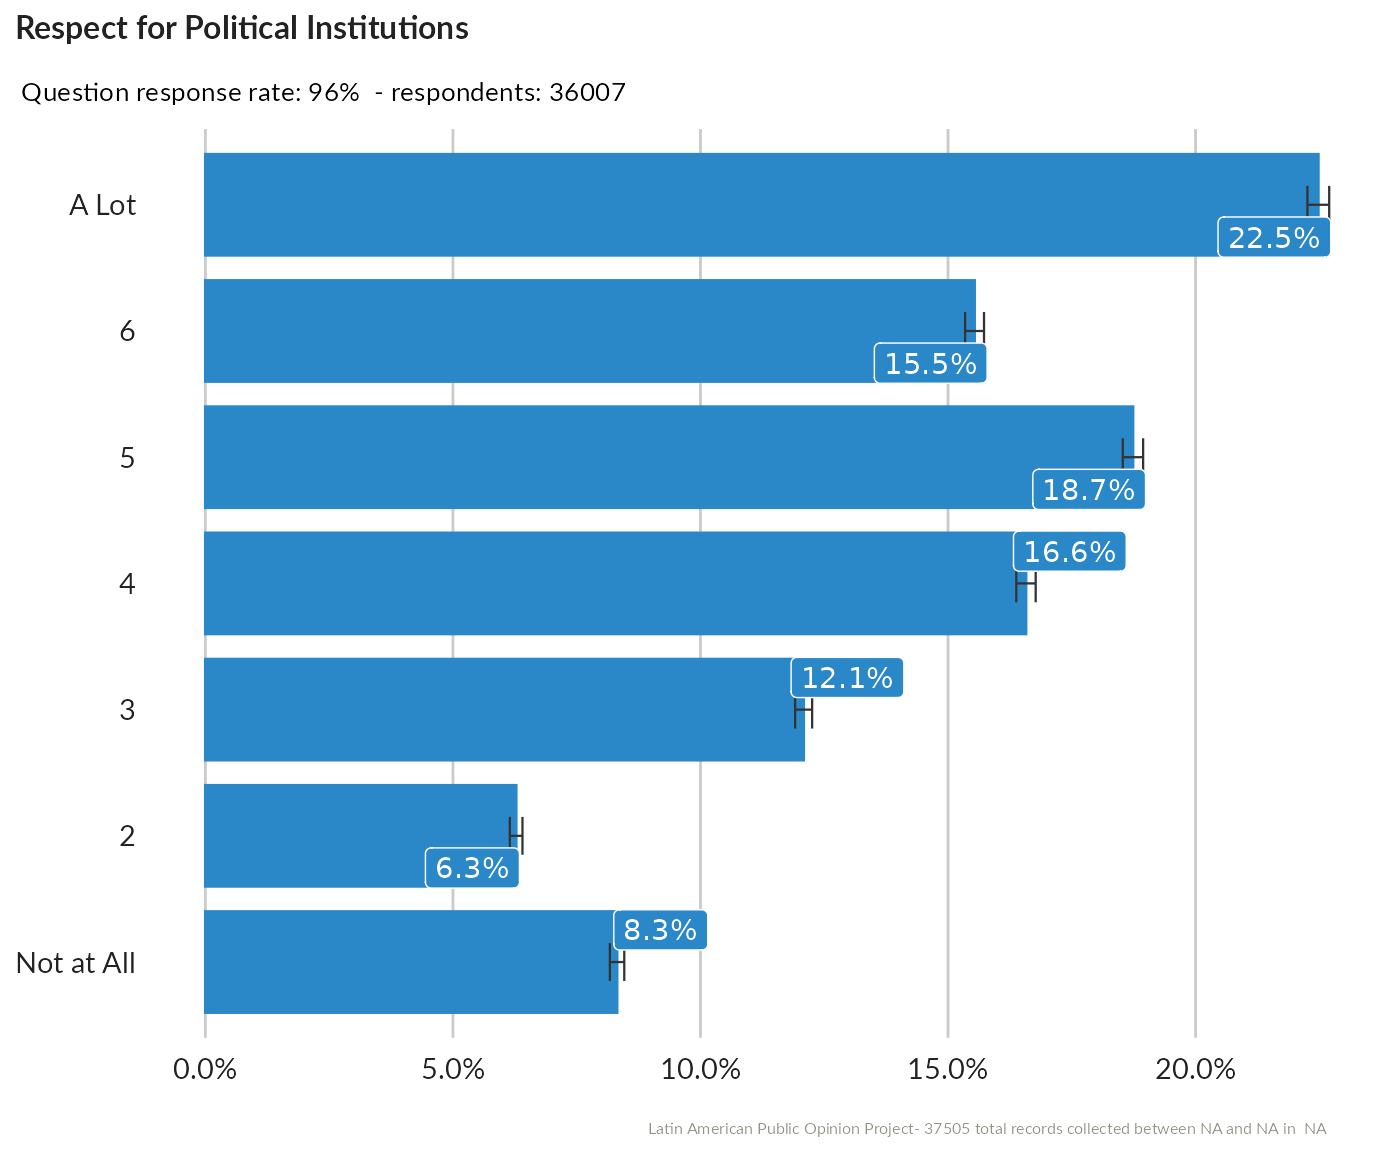 Respect for Political Institutions
Question response rate: 96%  - respondents: 36007
A Lot
22.5%
6
15.5%
5
18.7%
4
16.6%
3
12.1%
2
6.3%
Not at All
8.3%
0.0% 5.0% 10.0% 15.0% 20.0%
Latin American Public Opinion Project- 37505 total records collected between NA and NA in  NA